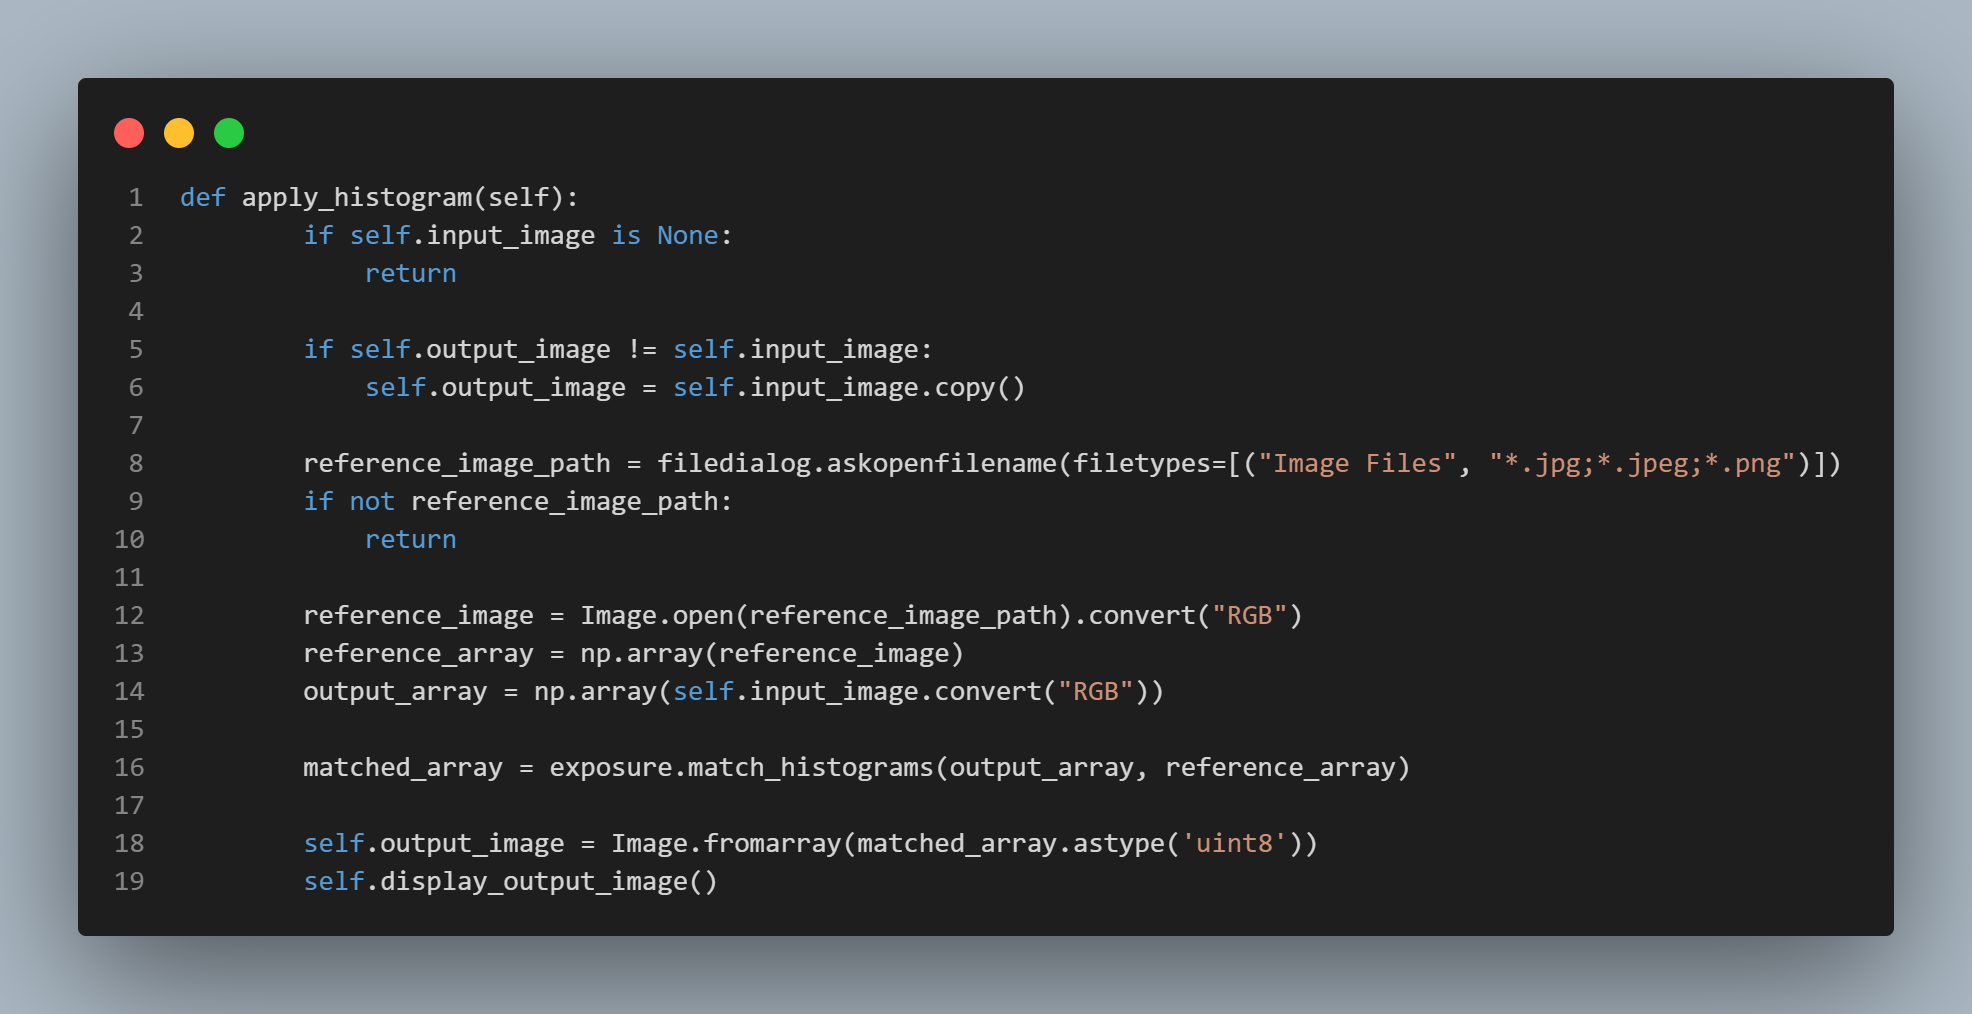 1 def apply_histogram(self):
2         if self.input_image is None:
3             return
4
5         if self.output_image != self.input_image:
6             self.output_image = self.input_image.copy()
7
8         reference_image_path = filedialog.askopenfilename(filetypes=[("Image Files", "*.jpg;*.jpeg;*.png")])
9         if not reference_image_path:
10             return
11
12         reference_image = Image.open(reference_image_path).convert("RGB")
13         reference_array = np.array(reference_image)
14         output_array = np.array(self.input_image.convert("RGB"))
15
16         matched_array = exposure.match_histograms(output_array, reference_array)
17
18         self.output_image = Image.fromarray(matched_array.astype('uint8'))
19         self.display_output_image()